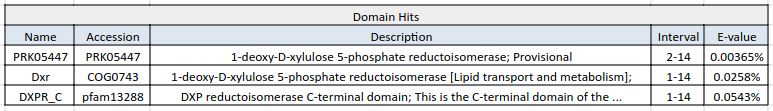 Domain Hits
Name Accession Description Interval E-value
PRK05447 PRK05447 1-deoxy-D-xylulose 5-phosphate reductoisomerase; Provisional 2-14 0.00365%
Dxr COG0743 1-deoxy-D-xylulose 5-phosphate reductoisomerase [Lipid transport and metabolism]; 1-14 0.0258%
DXPR_C pfam13288 DXP reductoisomerase C-terminal domain; This is the C-terminal domain of the ... 1-14 0.0543%